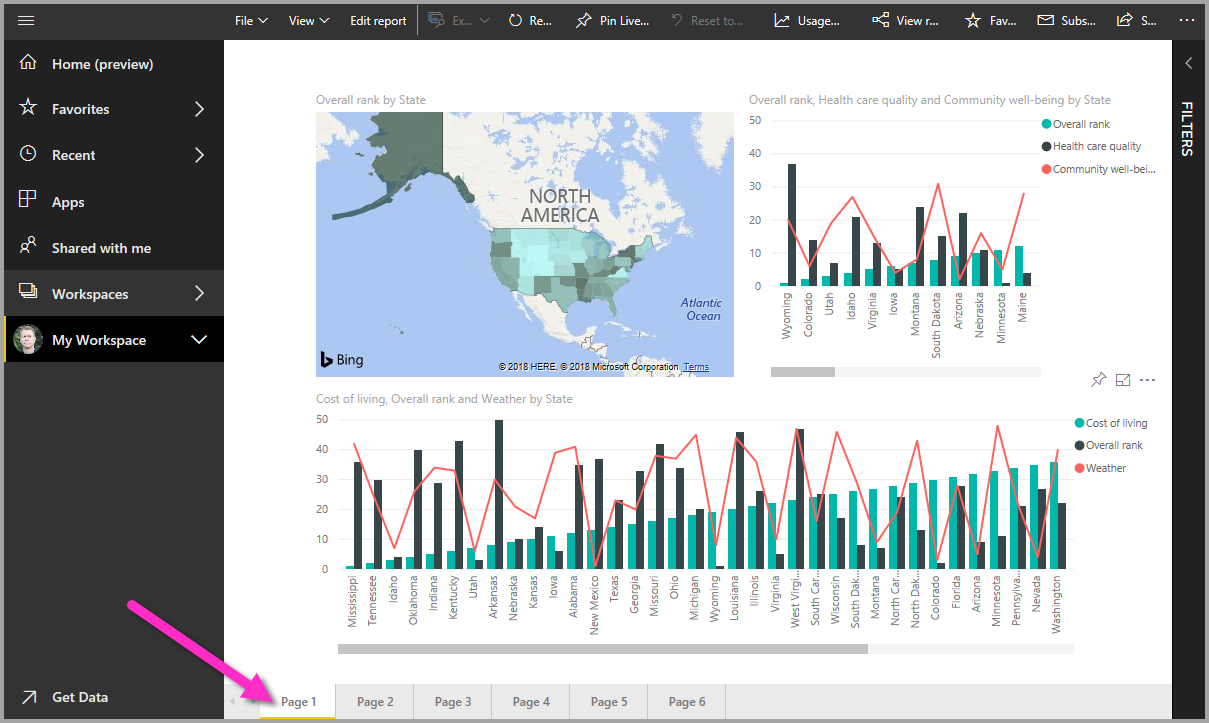 File View Edit report Ex... Re... Pin Live... Reset to... Usage... View r... Fav... Subs... S...
Home (preview)
Favorites
Recent
Apps
Shared with me
Workspaces
My Workspace
Get Data
Overall rank by State
NORTH
AMERICA
Atlantic
Ocean
Bing
© 2018 HERE, © 2018 Microsoft Corporation Terms
Overall rank, Health care quality and Community well-being by State
50
40
30
20
10
0
Overall rank
Health care quality
Community well-bei...
Wyoming
Colorado
Utah
Idaho
Virginia
Iowa
Montana
South Dakota
Arizona
Nebraska
Minnesota
Maine
FILTERS
Cost of living, Overall rank and Weather by State
50
40
30
20
10
0
Cost of living
Overall rank
Weather
Mississippi
Tennessee
Idaho
Oklahoma
Indiana
Kentucky
Utah
Arkansas
Nebraska
Kansas
Iowa
Alabama
New Mexico
Texas
Georgia
Missouri
Ohio
Michigan
Wyoming
Louisiana
Illinois
Virginia
West Virgi...
South Car...
Wisconsin
South Dak...
Montana
North Car...
North Dak...
Colorado
Florida
Arizona
Minnesota
Pennsylva...
Nevada
Washington
Page 1 Page 2 Page 3 Page 4 Page 5 Page 6